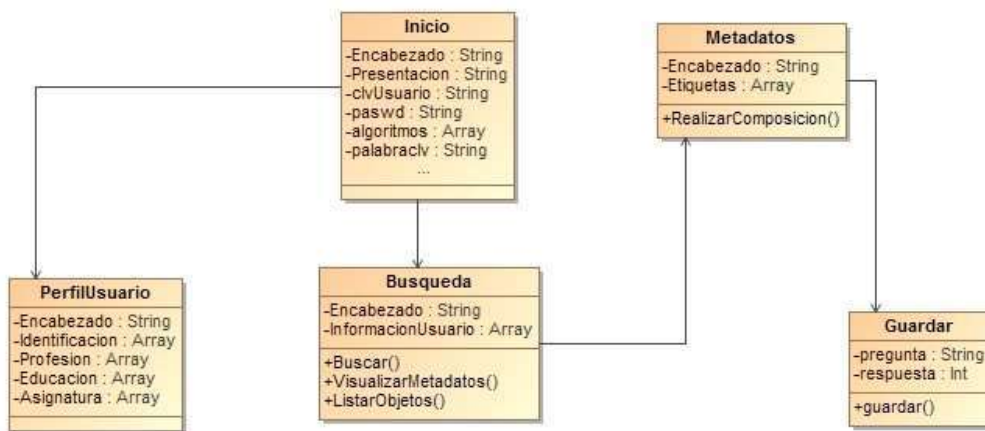 Inicio
-Encabezado : String
-Presentacion : String
-clvUsuario : String
-paswd : String
-algoritmos : Array
-palabraclv : String
...
Metadatos
-Encabezado : String
-Etiquetas : Array
+RealizarComposicion()
PerfilUsuario
-Encabezado : String
-Identificacion : Array
-Profesion : Array
-Educacion : Array
-Asignatura : Array
Busqueda
-Encabezado : String
-InformacionUsuario : Array
+Buscar()
+VisualizarMetadatos()
+ListarObjetos()
Guardar
-pregunta : String
-respuesta : Int
+guardar()